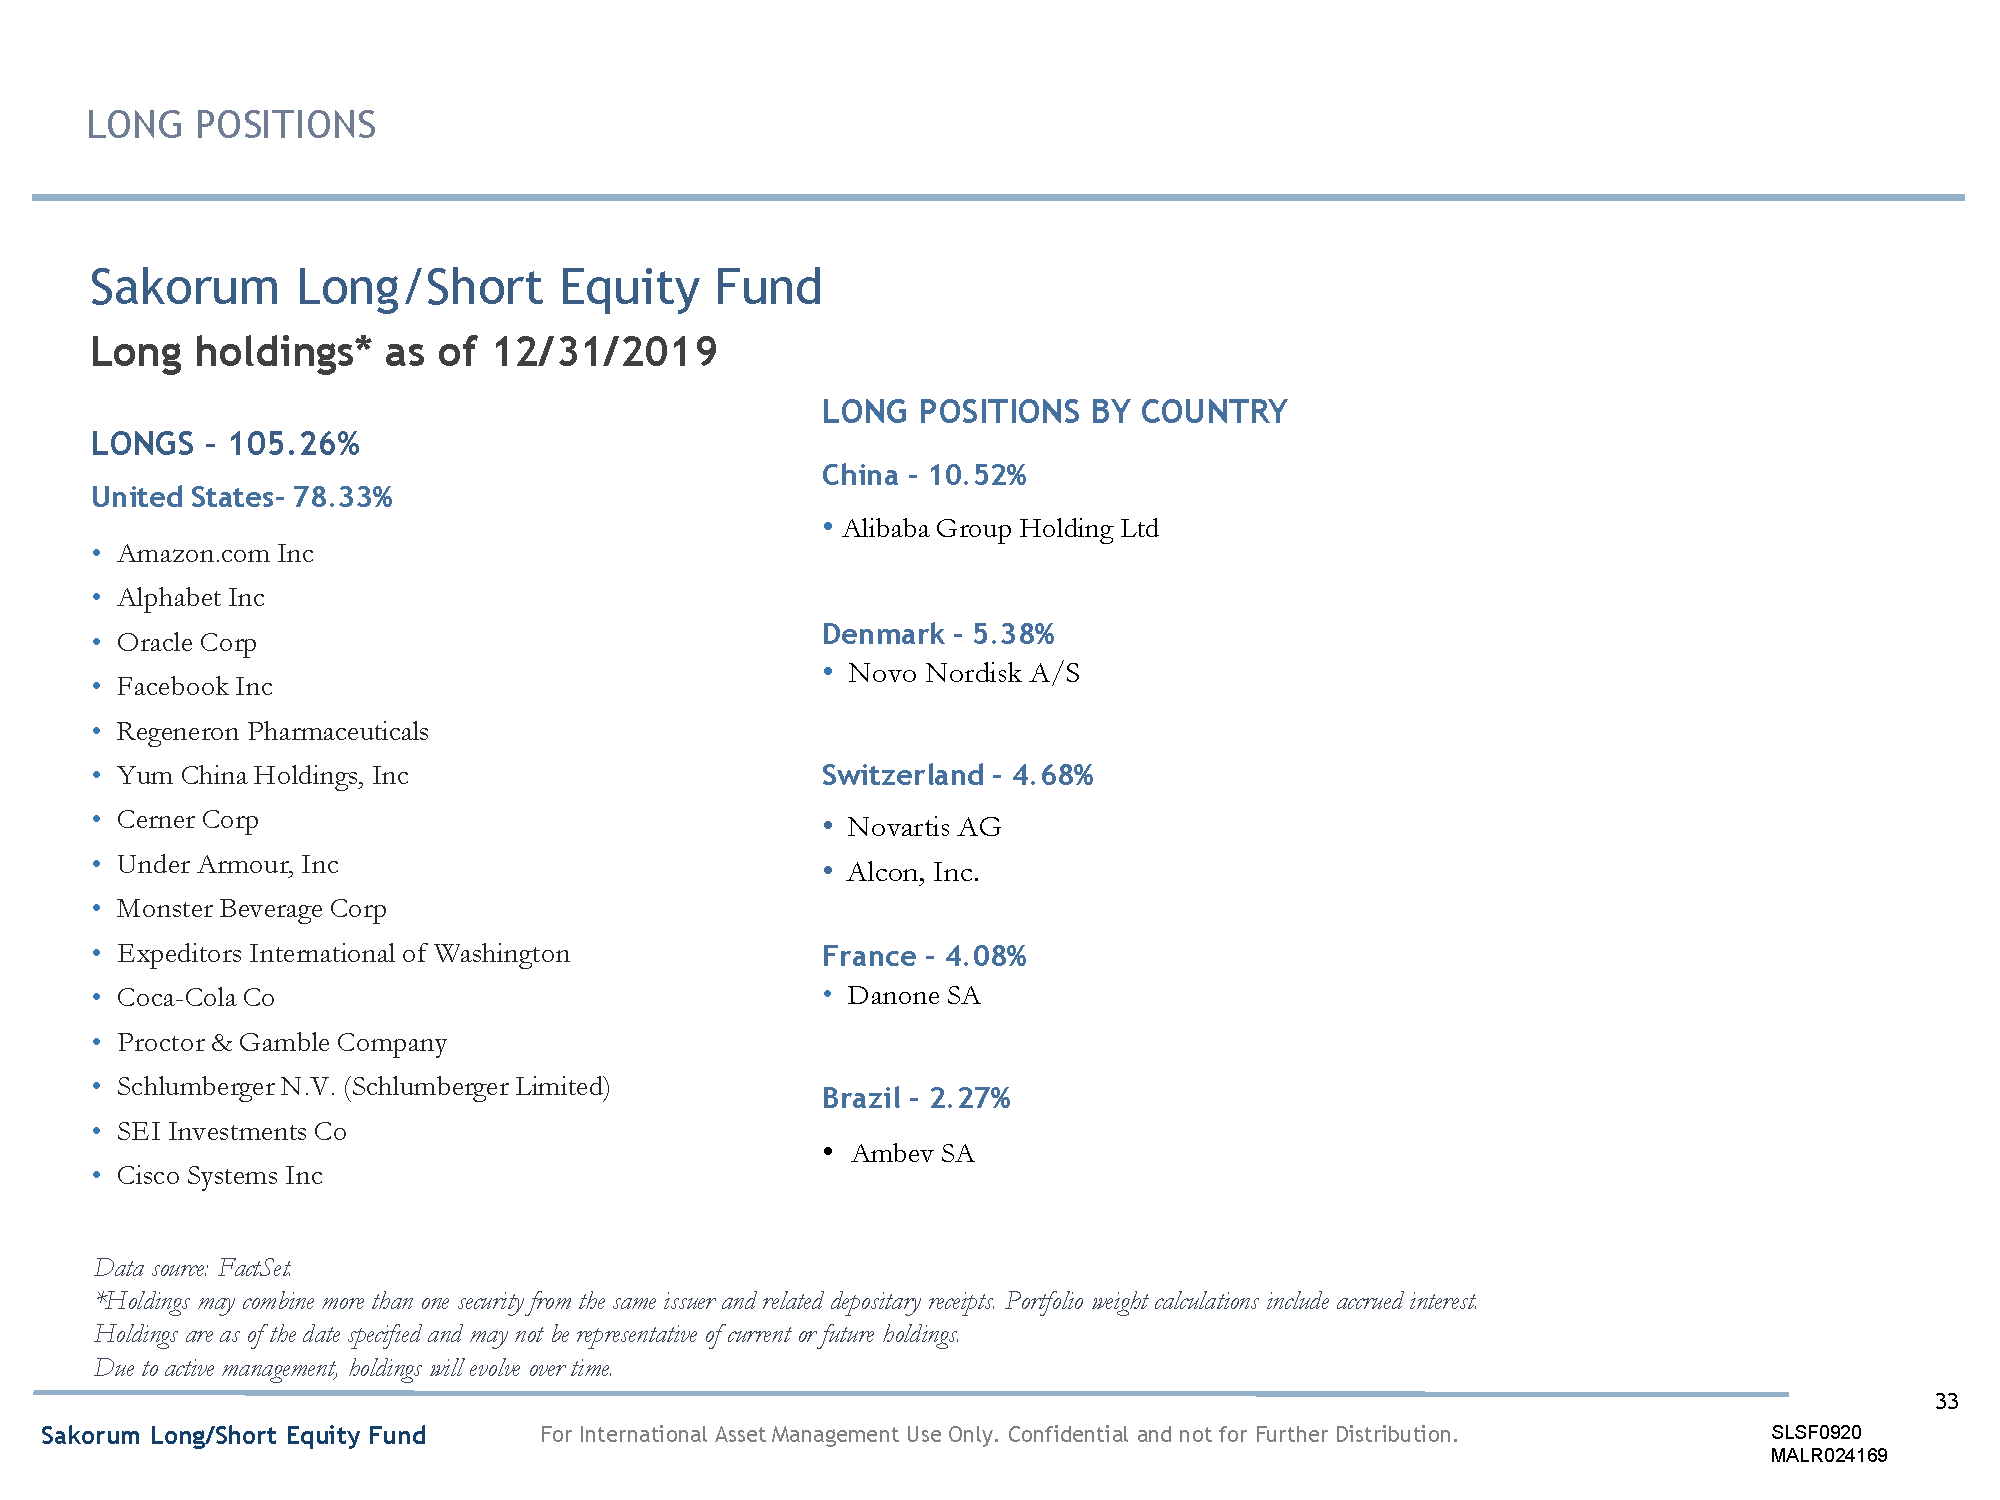 LONG POSITIONS
Sakorum Long/Short Equity Fund
Long holdings* as of 12/31/2019
LONGS – 105.26%
United States– 78.33%
• Amazon.com Inc
• Alphabet Inc
• Oracle Corp
• Facebook Inc
• Regeneron Pharmaceuticals
• Yum China Holdings, Inc
• Cerner Corp
• Under Armour, Inc
• Monster Beverage Corp
• Expeditors International of Washington
• Coca-Cola Co
• Proctor & Gamble Company
• Schlumberger N.V. (Schlumberger Limited)
• SEI Investments Co
• Cisco Systems Inc
LONG POSITIONS BY COUNTRY
China – 10.52%
• Alibaba Group Holding Ltd
Denmark – 5.38%
• Novo Nordisk A/S
Switzerland – 4.68%
• Novartis AG
• Alcon, Inc.
France – 4.08%
• Danone SA
Brazil – 2.27%
• Ambev SA
Data source: FactSet.
*Holdings may combine more than one security from the same issuer and related depositary receipts. Portfolio weight calculations include accrued interest.
Holdings are as of the date specified and may not be representative of current or future holdings.
Due to active management, holdings will evolve over time.
33
Sakorum Long/Short Equity Fund
For International Asset Management Use Only. Confidential and not for Further Distribution.
SLSF0920
MALR024169